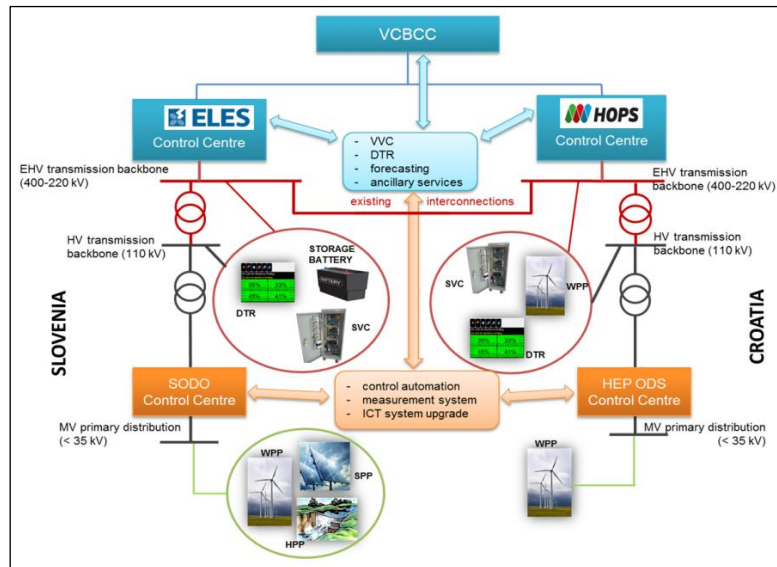 VCBCC
ELES
Control Centre
HOPS
Control Centre
- VVC
- DTR
- forecasting
- ancillary services
EHV transmission backbone
(400-220 kV)
EHV transmission
backbone (400-220 kV)
existing interconnections
HV transmission
backbone (110 kV)
HV transmission
backbone (110 kV)
STORAGE
BATTERY
DTR
SVC
SVC
WPP
DTR
SLOVENIA
CROATIA
SODO
Control Centre
- control automation
- measurement system
- ICT system upgrade
HEP ODS
Control Centre
MV primary distribution
(< 35 kV)
MV primary distribution
(< 35 kV)
WPP
SPP
HPP
WPP